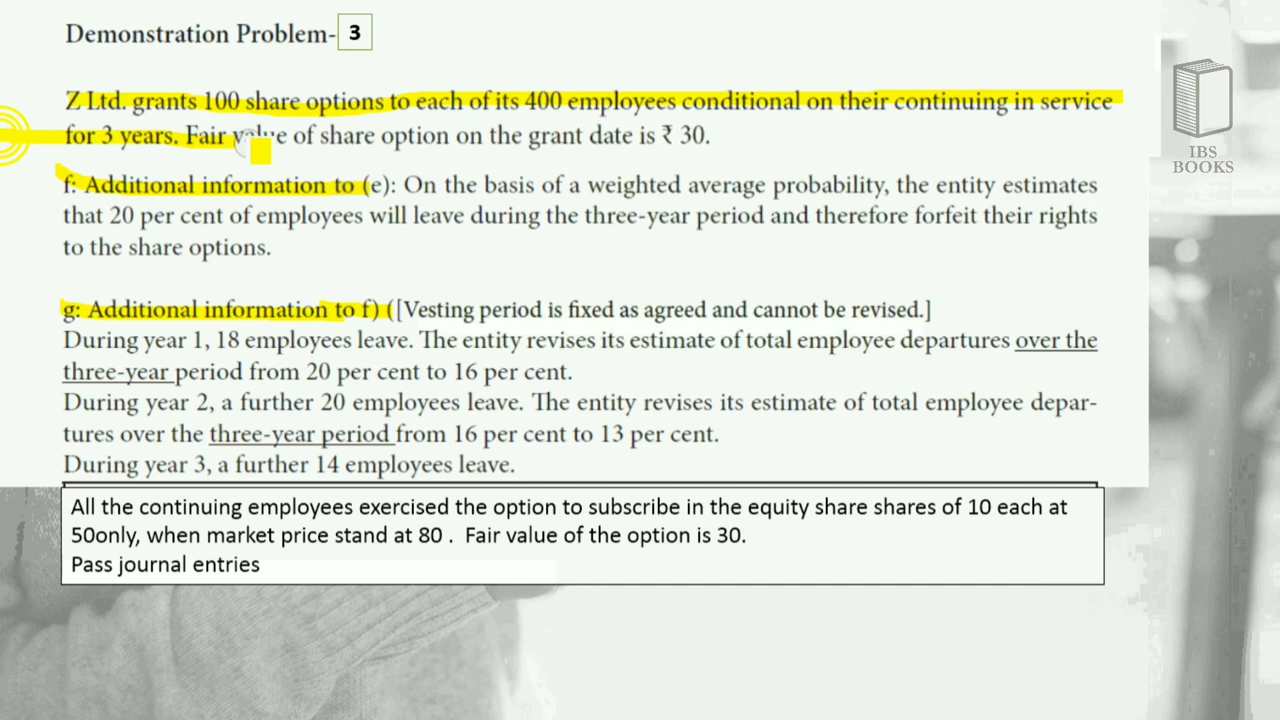 Demonstration Problem- 3
Z Ltd. grants 100 share options to each of its 400 employees conditional on their continuing in service
for 3 years. Fair value of share option on the grant date is ₹ 30.
IBS
BOOKS
f: Additional information to (e): On the basis of a weighted average probability, the entity estimates
that 20 per cent of employees will leave during the three-year period and therefore forfeit their rights
to the share options.
g: Additional information to f) ([Vesting period is fixed as agreed and cannot be revised.]
During year 1, 18 employees leave. The entity revises its estimate of total employee departures over the
three-year period from 20 per cent to 16 per cent.
During year 2, a further 20 employees leave. The entity revises its estimate of total employee depar-
tures over the three-year period from 16 per cent to 13 per cent.
During year 3, a further 14 employees leave.
All the continuing employees exercised the option to subscribe in the equity share shares of 10 each at
50only, when market price stand at 80 . Fair value of the option is 30.
Pass journal entries